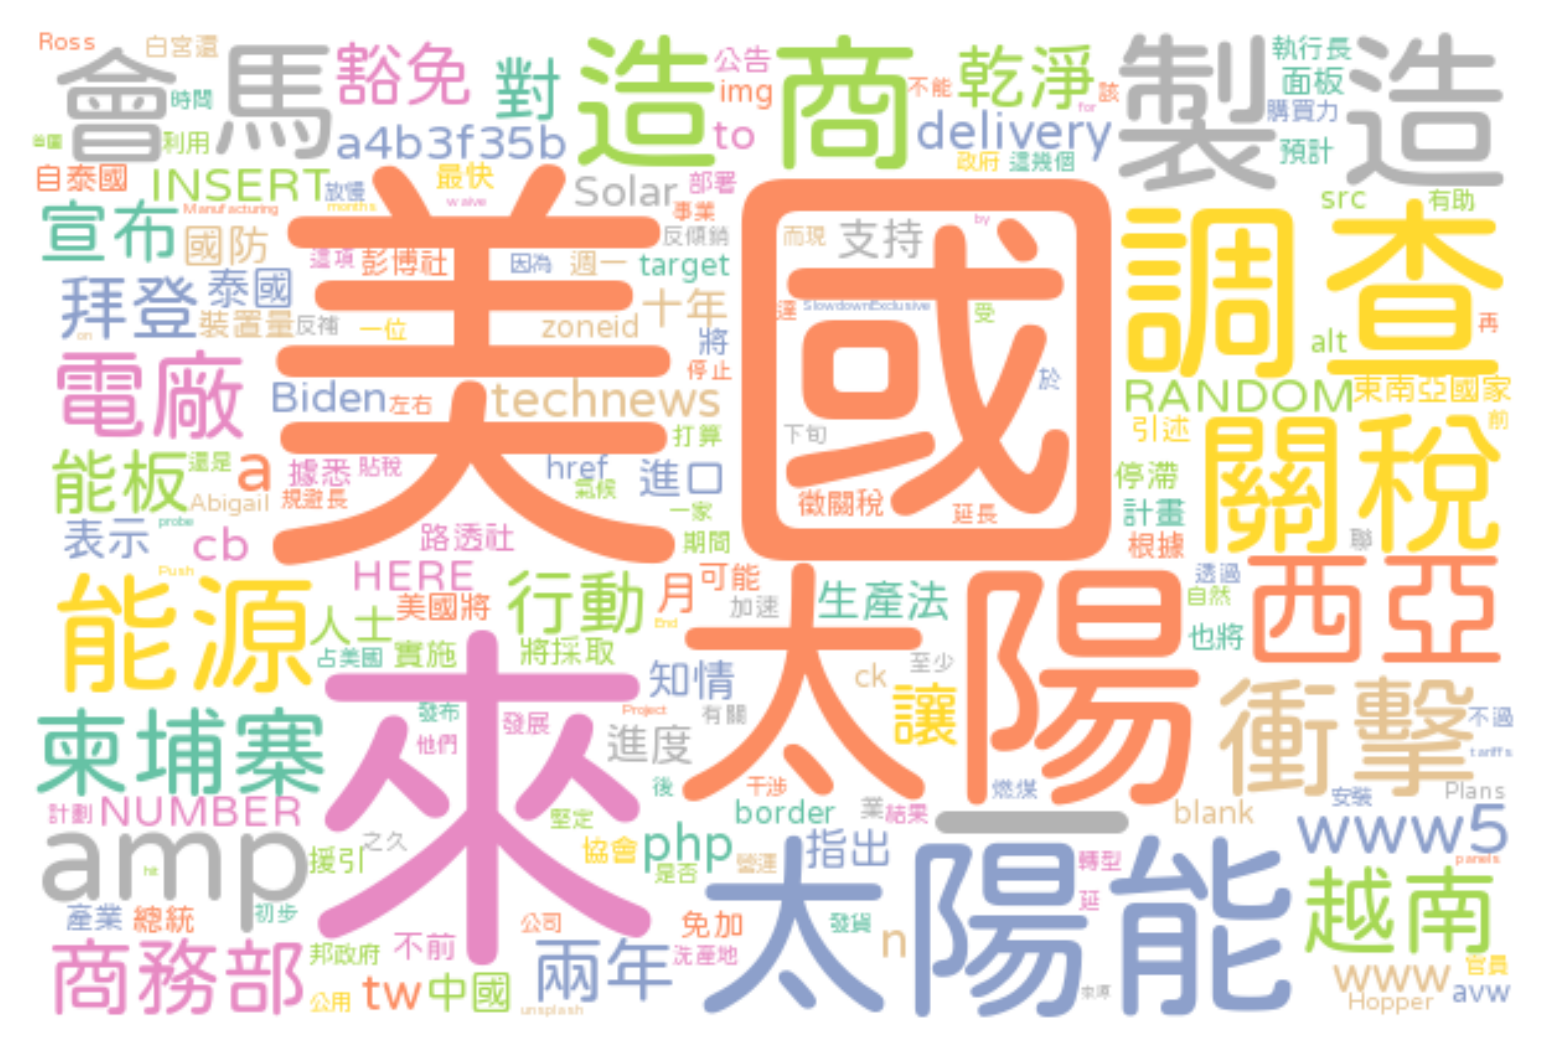 Ross 白宮還 會馬 豁免 對 造商 公告 乾淨 製造 執行長
時間 img 不能 該 面板
利用 a4b3f35b to delivery for 購買力
自泰國 INSERT 放慢 最快 Solar 部署 政府 這幾個 預計
宣布 Manufacturing months waive 事業 美國 調查 src 有助
國防 這項 彭博社 因為 週一 反傾銷 target 而現 支持 by
拜登 泰國 裝置量 反補 一位 zoneid 十年 達 SlowdownExclusive 受 alt 再
on 將 停止
電廠 Biden 左右 technews 於 RANDOM 東南亞國家
打算 下旬 引述 關稅 前
能板 還是 a 據悉 貼稅 href 氣候 進口 停滯
Abigail 規避長 一家 徵關稅 延長 計畫
表示 probe cb 路透社 期間 根據 聯
Push HERE 可能 太陽 透過 西亞
能源 人士 美國將 行動 月 加速 生產法 自然
占美國 實施 將採取 End 至少 也將
來 知情 ck 讓 衝擊
柬埔寨 發布 發展 Project 有關 不過
他們 進度 tariffs
計劃 NUMBER 後 干涉 燃煤 安裝 Plans
amp 之久 堅定 border 業 結果 _ blank www5
hit 援引 協會 php 營運 指出 轉型 panels
是否 太陽能 延 越南
產業 總統 初步 公司 免加 發貨
商務部 邦政府 不前 兩年 洗產地 n www 官員
公用 tw 中國 unsplash Hopper avw